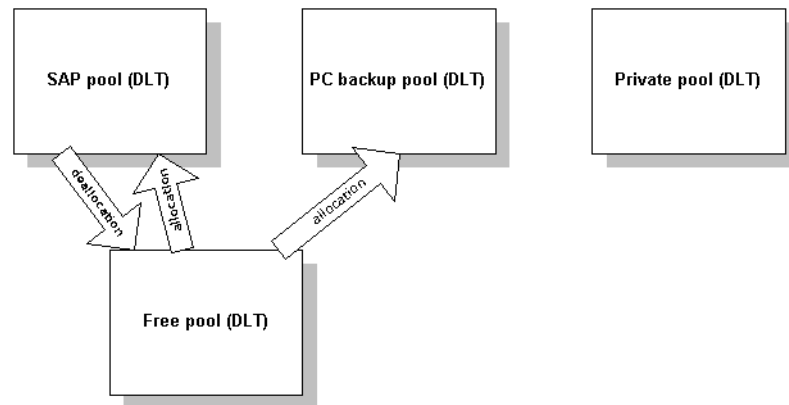 SAP pool (DLT)
PC backup pool (DLT)
Private pool (DLT)
deallocation
allocation
allocation
Free pool (DLT)